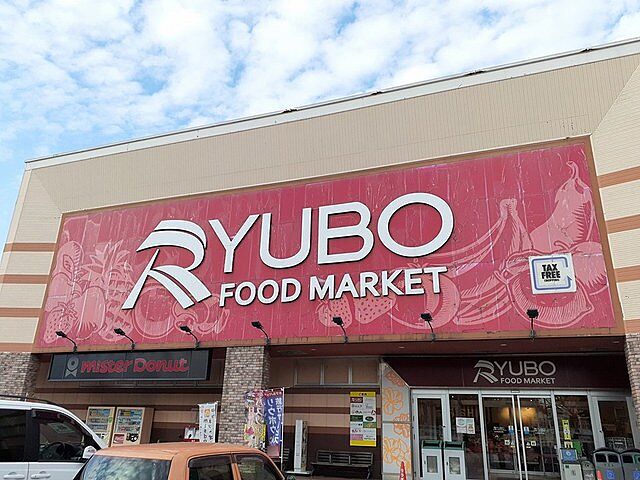 RYUBO
FOOD MARKET
TAX
FREE
mister Donut
RYUBO
FOOD MARKET